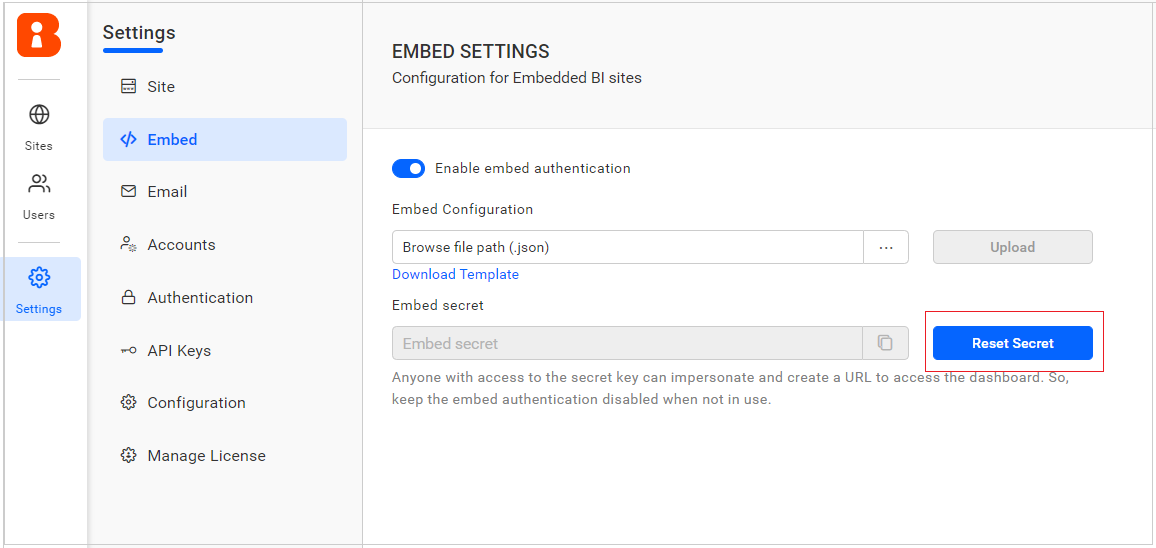 Sites
Users
Settings
Settings
Site
Embed
Email
Accounts
Authentication
API Keys
Configuration
Manage License
EMBED SETTINGS
Configuration for Embedded BI sites
Enable embed authentication
Embed Configuration
Browse file path (.json)
...
Upload
Download Template
Embed secret
Embed secret
Reset Secret
Anyone with access to the secret key can impersonate and create a URL to access the dashboard. So,
keep the embed authentication disabled when not in use.